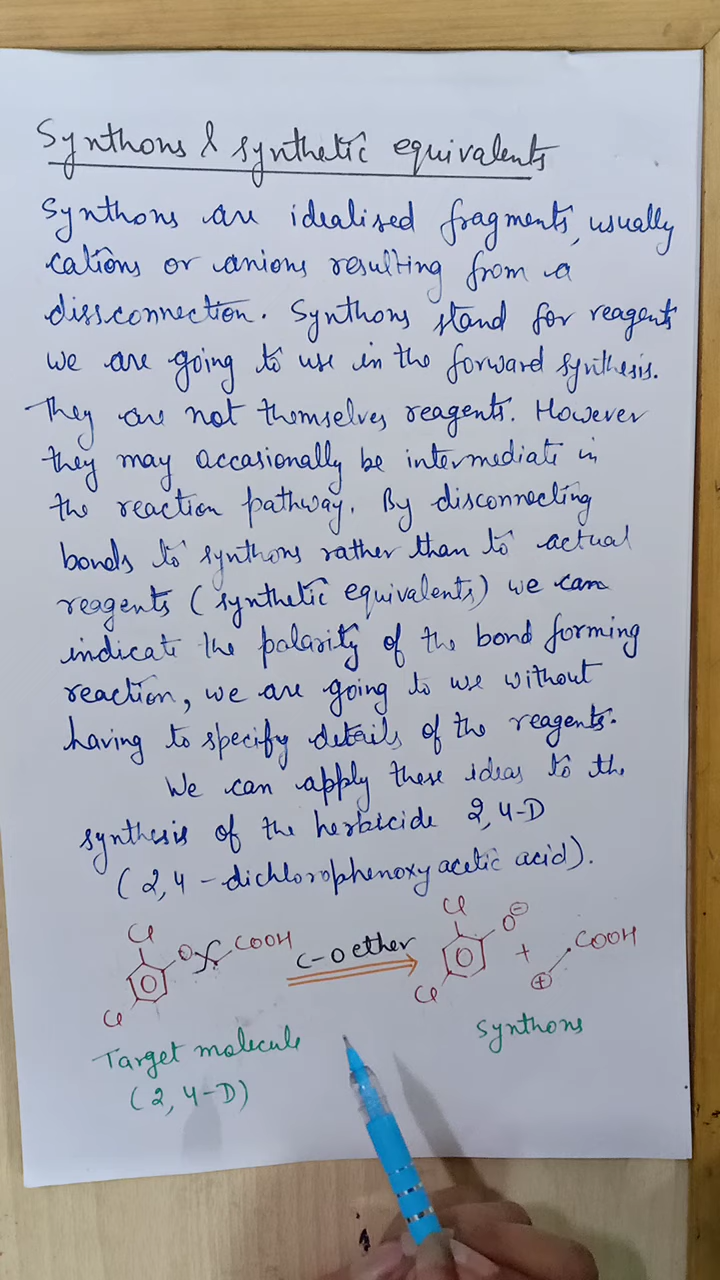 Synthons & synthetic equivalents
Synthons are idealised fragments, usually
cations or anions resulting from a
dissconnection. Synthons stand for reagents
we are going to use in the forward synthesis.
They are not themselves reagents. However
they may accasionally be intermediate in
the reaction pathway. By disconnecting
bonds to synthons rather than to actual
reagents (synthetic equivalents) we can
indicate the polarity of the bond forming
reaction, we are going to use without
having to specify details of the reagents.
We can apply these ideas to the
synthesis of the herbicide 2,4-D
(2,4-dichlorophenoxy acetic acid).
Cl O COOH Cl C-O ether Cl O⊖ + ⊕ COOH Cl
Target molecule Synthons
(2,4-D)